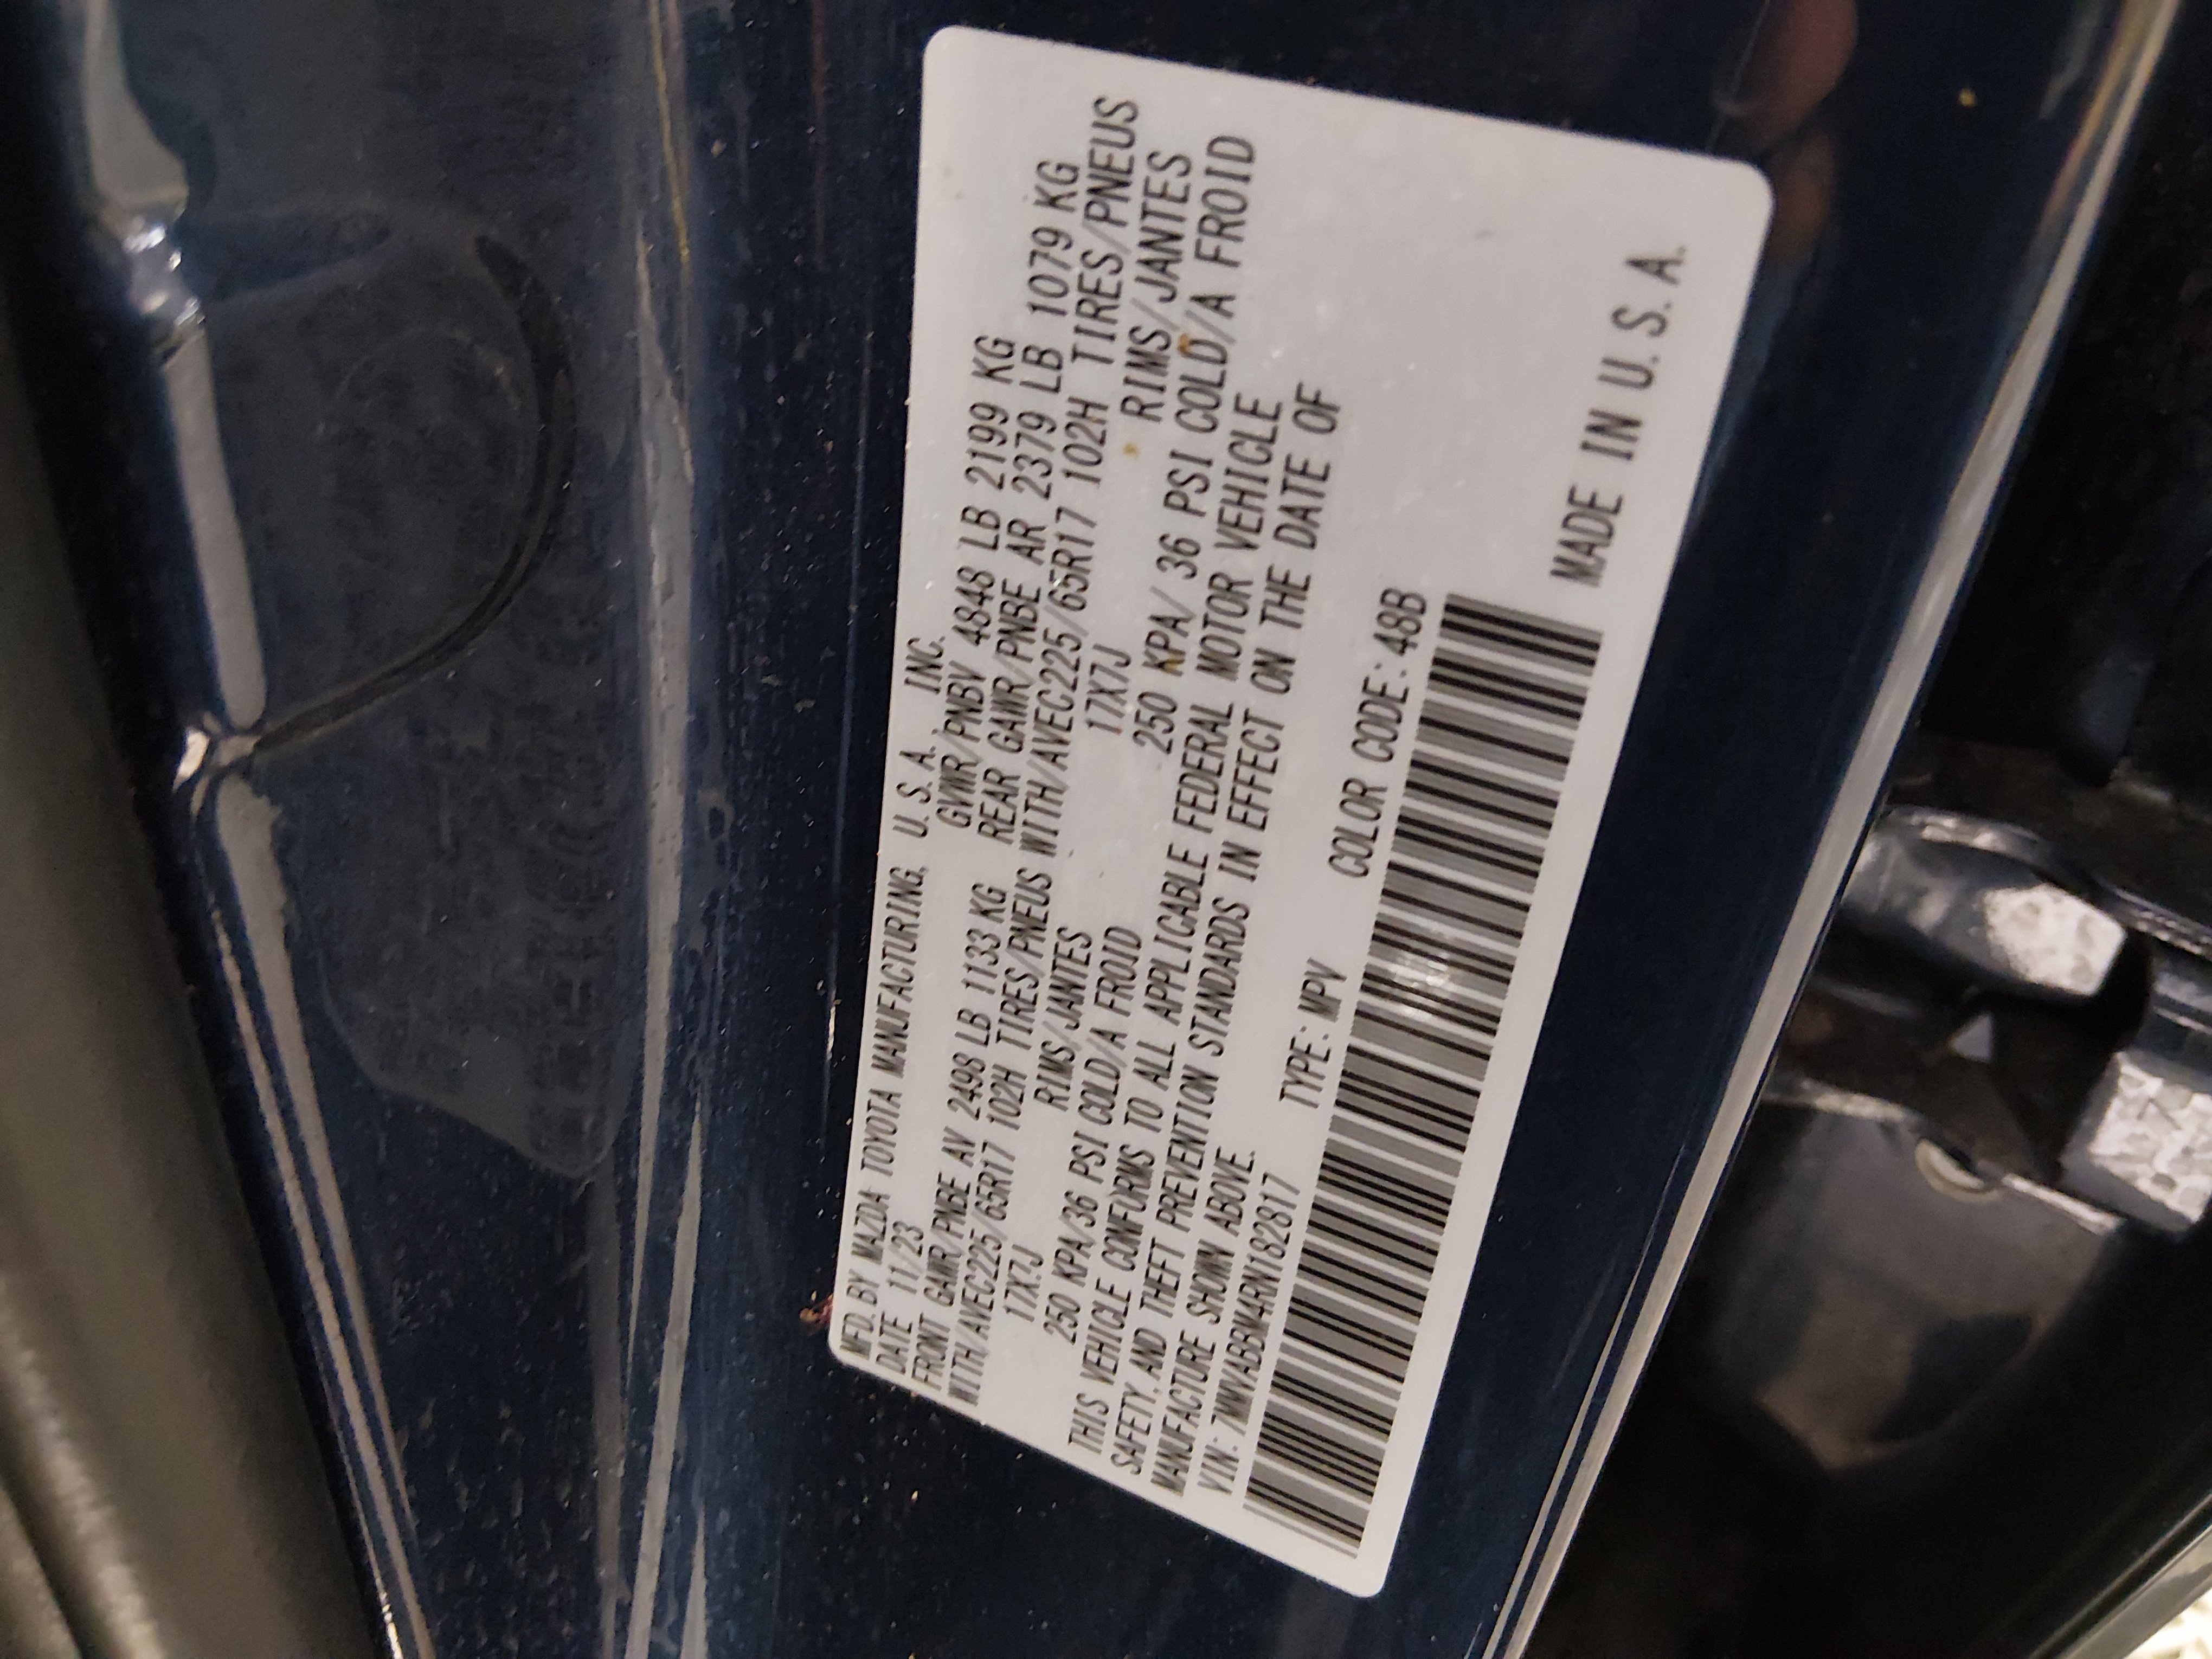 MFD. BY MAZDA TOYOTA MANUFACTURING, U.S.A., INC.
DATE 11/23 GVWR/PNBV 4848 LB 2199 KG
FRONT GAWR/PNBE AV 2498 LB 1133 KG REAR GAWR/PNBE AR 2379 LB 1079 KG
WITH/AVEC225/65R17 102H TIRES/PNEUS WITH/AVEC225/65R17 102H TIRES/PNEUS
17X7J RIMS/JANTES 17X7J RIMS/JANTES
250 KPA/36 PSI COLD/A FROID 250 KPA/ 36 PSI COLD/A FROID
THIS VEHICLE CONFORMS TO ALL APPLICABLE FEDERAL MOTOR VEHICLE
SAFETY, AND THEFT PREVENTION STANDARDS IN EFFECT ON THE DATE OF
MANUFACTURE SHOWN ABOVE.
VIN: 7MMVABBM4RN182817 TYPE: MPV COLOR CODE: 48B
MADE IN U.S.A.